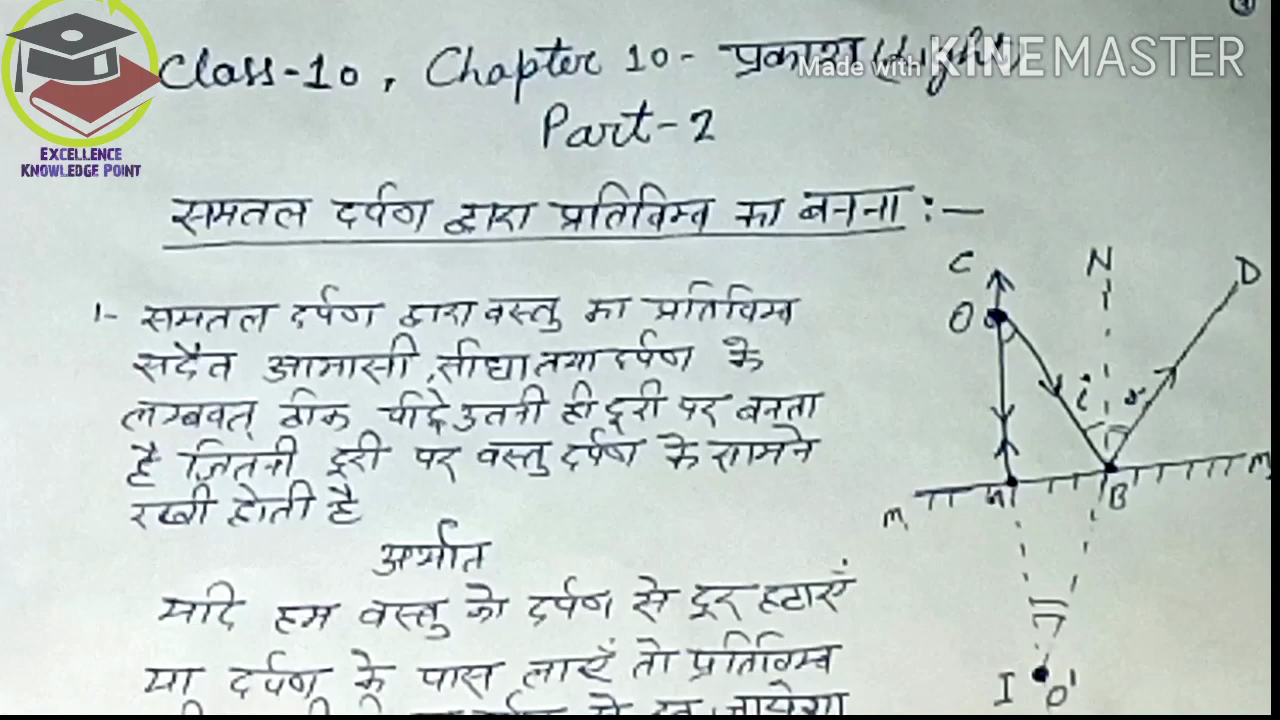 Class-10, Chapter 10- प्रकाश (Light)
Made with KINEMASTER
Part-2
EXCELLENCE
KNOWLEDGE POINT
समतल दर्पण द्वारा प्रतिविम्ब का बनना :-
1- समतल दर्पण द्वारा वस्तु का प्रतिविम्ब
सदैव आभासी, सीधा तथा दर्पण के
लम्बवत् ठीक पीछे उतनी ही दूरी पर बनता
है जितनी दूरी पर वस्तु दर्पण के सामने
रखी होती है
अर्थात
यदि हम वस्तु को दर्पण से दूर हटाएं
या दर्पण के पास लाएँ तो प्रतिविम्ब
C N D
O
i r
m A B m
I O'